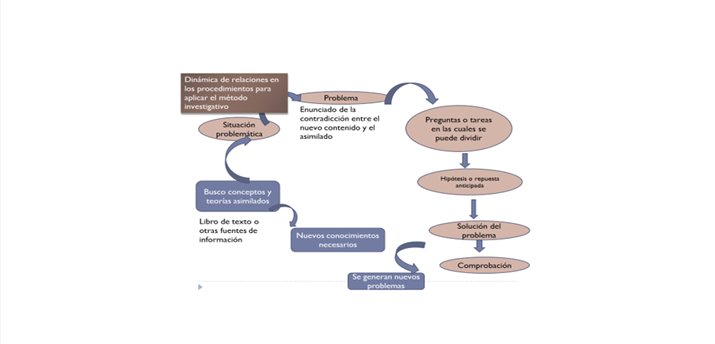 Dinámica de relaciones en
los procedimientos para
aplicar el método
investigativo
Problema
Enunciado de la
contradicción entre el
nuevo contenido y el
asimilado
Situación
problemática
Preguntas o tareas
en las cuales se
puede dividir
Hipótesis o repuesta
anticipada
Busco conceptos y
teorías asimilados
Libro de texto o
otras fuentes de
información
Nuevos conocimientos
necesarios
Solución del
problema
Comprobación
Se generan nuevos
problemas